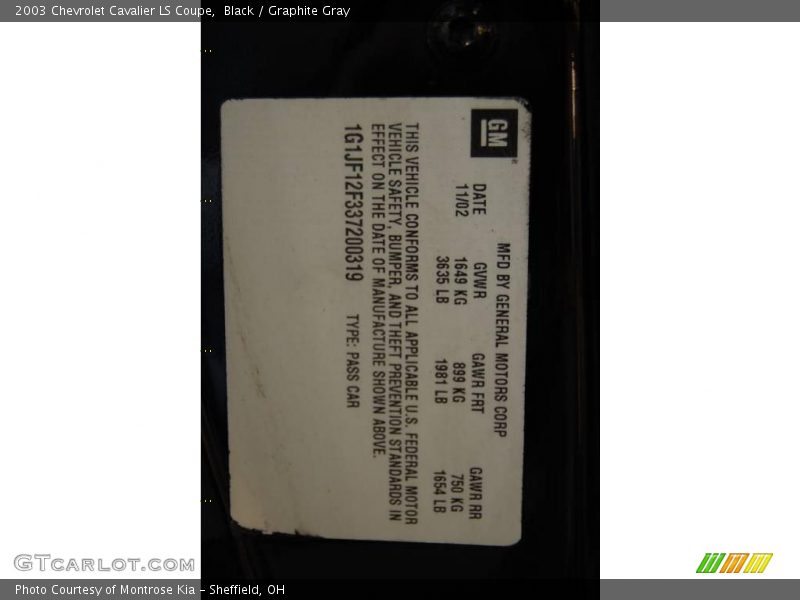 2003 Chevrolet Cavalier LS Coupe,  Black / Graphite Gray
GM
MFD BY GENERAL MOTORS CORP
DATE GVWR GAWR FRT GAWR RR
11/02 1649 KG 899 KG 750 KG
3635 LB 1981 LB 1654 LB
THIS VEHICLE CONFORMS TO ALL APPLICABLE U.S. FEDERAL MOTOR
VEHICLE SAFETY, BUMPER, AND THEFT PREVENTION STANDARDS IN
EFFECT ON THE DATE OF MANUFACTURE SHOWN ABOVE.
1G1JF12F337200319 TYPE: PASS CAR
GTCARLOT.COM
Photo Courtesy of Montrose Kia - Sheffield, OH